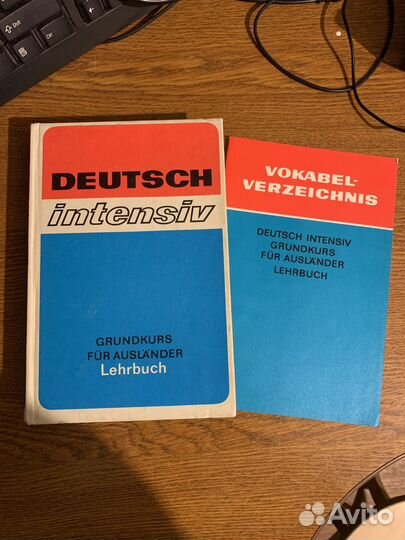 DEUTSCH
intensiv
GRUNDKURS
FÜR AUSLÄNDER
Lehrbuch
VOKABEL-
VERZEICHNIS
DEUTSCH INTENSIV
GRUNDKURS
FÜR AUSLÄNDER
LEHRBUCH
Avito